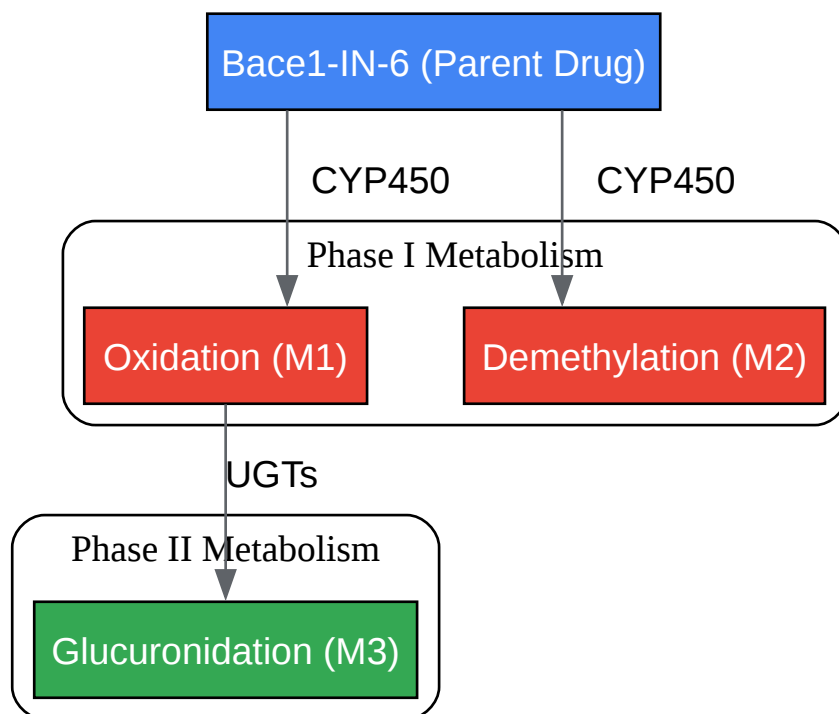 Bace1-IN-6 (Parent Drug)
CYP450
CYP450
Phase I Metabolism
Oxidation (M1)
Demethylation (M2)
UGTs
Phase II Metabolism
Glucuronidation (M3)